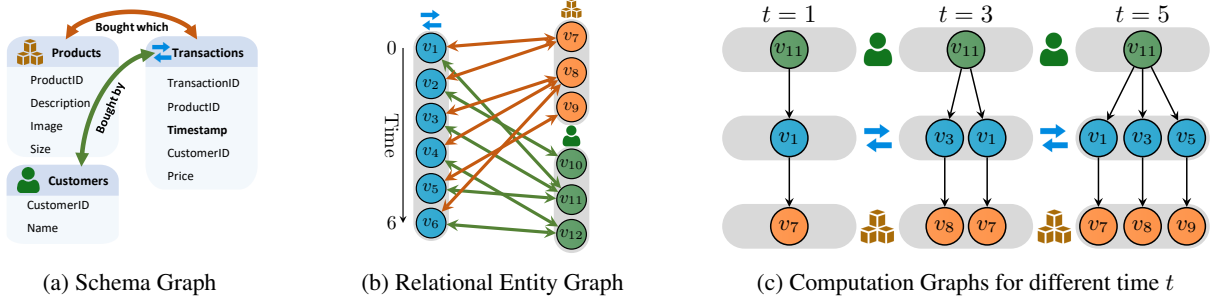 Bought which
Products
ProductID
Description
Image
Size
Transactions
TransactionID
ProductID
Timestamp
CustomerID
Price
Bought by
Customers
CustomerID
Name
(a) Schema Graph
0
Time
9
v1
v2
v3
v4
v5
v6
v7
v8
v9
v10
v11
v12
(b) Relational Entity Graph
t = 1
t = 3
t = 5
v11
v11
v11
v1
v3 v1
v1 v3 v5
v7
v8 v7
v7 v8 v9
(c) Computation Graphs for different time t